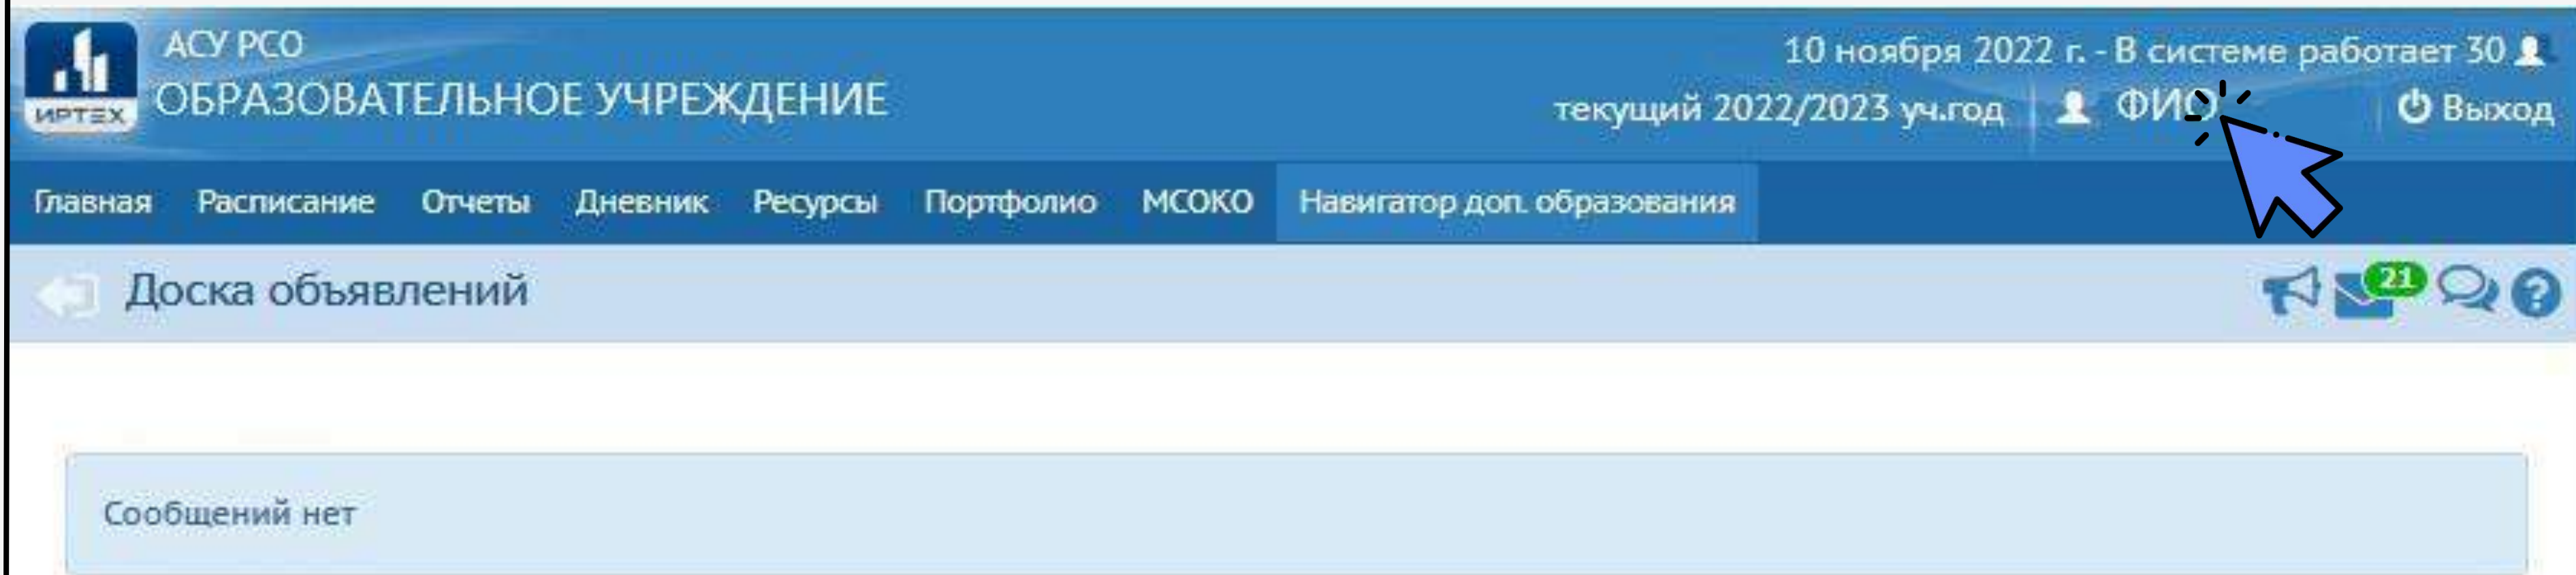 АСУ РСО
ОБРАЗОВАТЕЛЬНОЕ УЧРЕЖДЕНИЕ
ИРТЕХ
10 ноября 2022 г. - В системе работает 30
текущий 2022/2023 уч.год ФИО Выход
Главная Расписание Отчеты Дневник Ресурсы Портфолио МСОКО Навигатор доп. образования
Доска объявлений
21
Сообщений нет